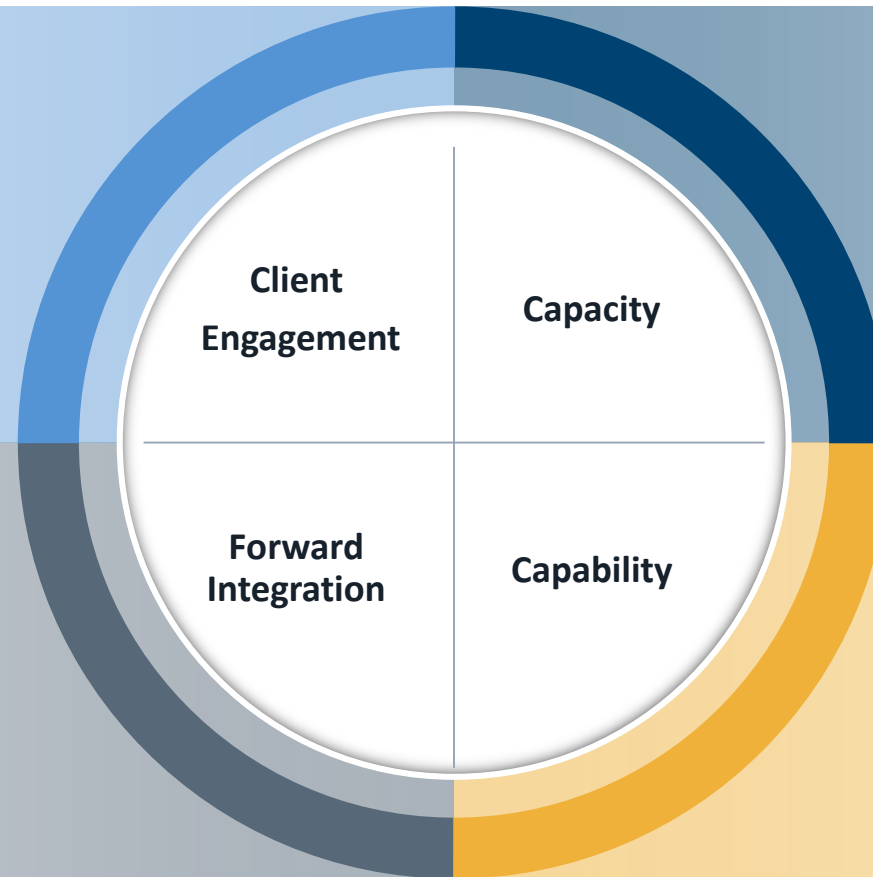 Client
Engagement
Capacity
Forward
Integration
Capability